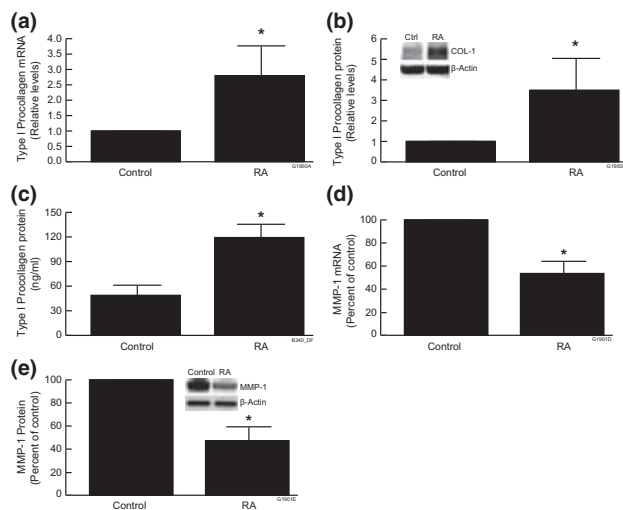 (a)
Type I Procollagen mRNA
(Relative levels)
4.0
3.5
3.0
2.5
2.0
1.5
1.0
0.5
0.0
*
Control
RA
G1900A
(b)
Type I Procollagen protein
(Relative levels)
6
5
4
3
2
1
0
Ctrl RA
COL-1
β-Actin
*
Control
RA
(c)
Type I Procollagen protein
(ng/ml)
150
120
90
60
30
0
*
Control
RA
B340_DF
(d)
MMP-1 mRNA
(Percent of control)
100
80
60
40
20
0
*
Control
RA
G1901D
(e)
MMP-1 Protein
(Percent of control)
100
80
60
40
20
0
Control RA
MMP-1
β-Actin
*
Control
RA
G1901E